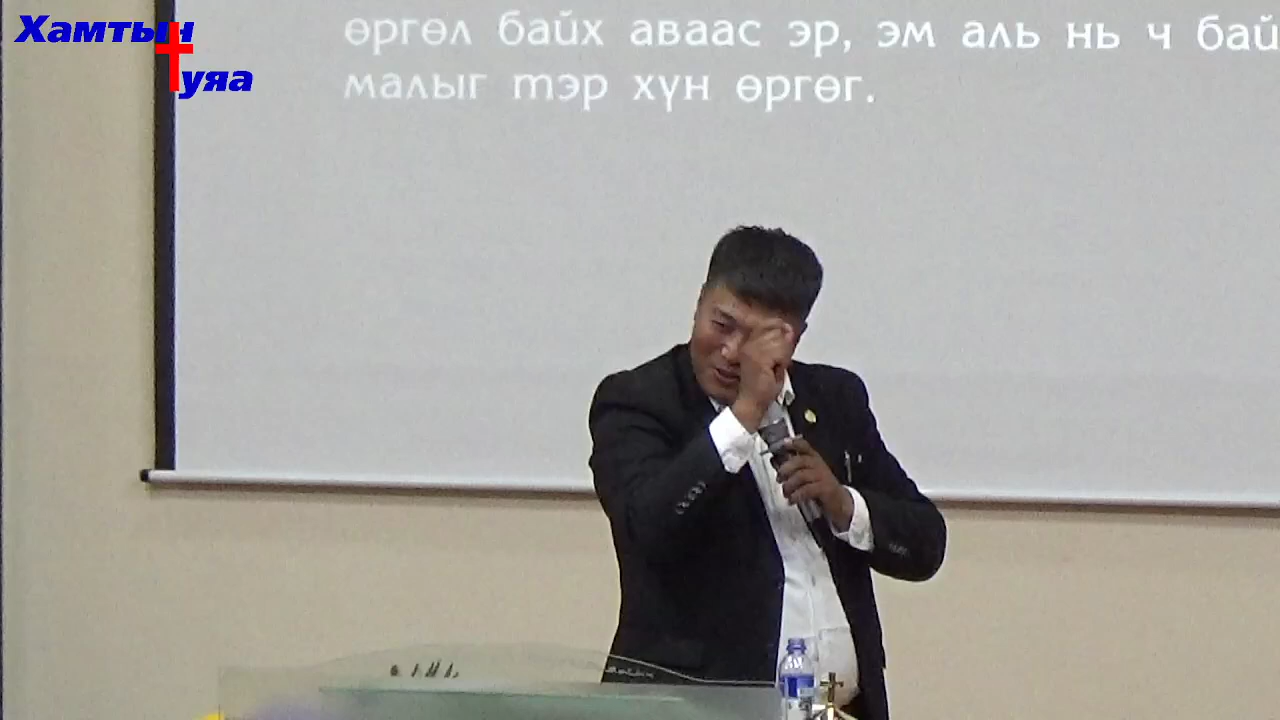 Хамтын
туяа
өргөл байх аваас эр, эм аль нь ч бай
малыг тэр хүн өргөг.